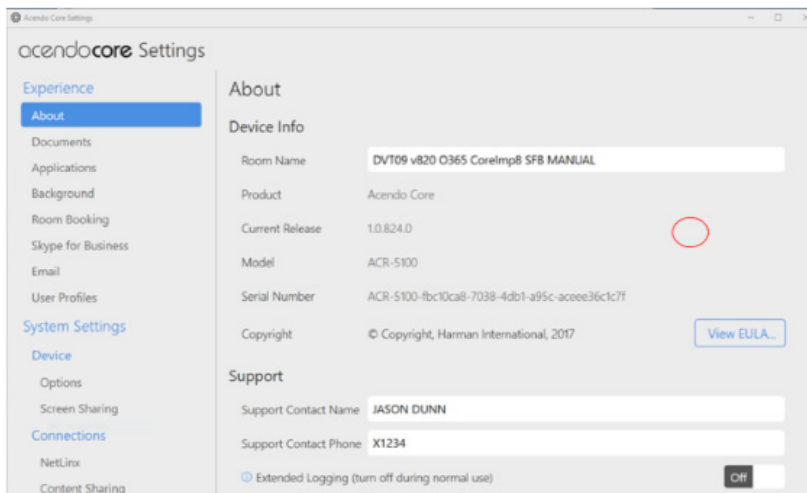 Acendo Core Settings
acendocore Settings
Experience
About
Documents
Applications
Background
Room Booking
Skype for Business
Email
User Profiles
System Settings
Device
Options
Screen Sharing
Connections
NetLinx
Content Sharing
About
Device Info
Room Name DVT09 v820 O365 CoreImp8 SFB MANUAL
Product Acendo Core
Current Release 1.0.824.0
Model ACR-5100
Serial Number ACR-5100-fbc10ca8-7038-4db1-a95c-aceee36c1c7f
Copyright © Copyright, Harman International, 2017 View EULA...
Support
Support Contact Name JASON DUNN
Support Contact Phone X1234
Extended Logging (turn off during normal use) Off